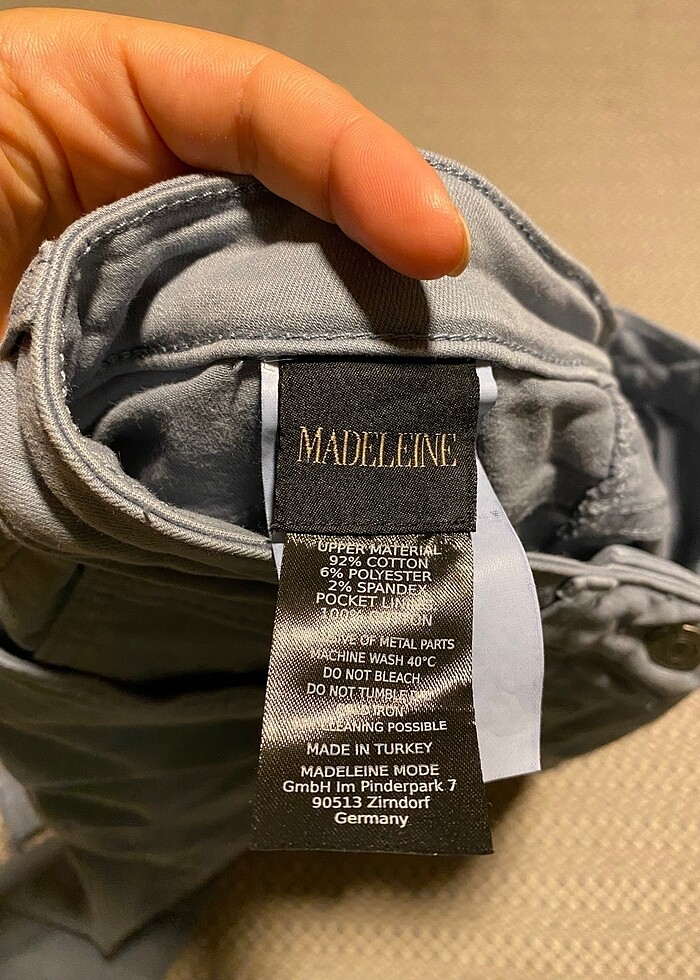 MADELEINE
UPPER MATERIAL
92% COTTON
6% POLYESTER
2% SPANDEX
POCKET
100%
OF METAL PARTS
MACHINE WASH 40°C
DO NOT BLEACH
DO NOT TUMBLE
IRON
CLEANING POSSIBLE
MADE IN TURKEY
MADELEINE MODE
GmbH Im Pinderpark 7
90513 Zirndorf
Germany